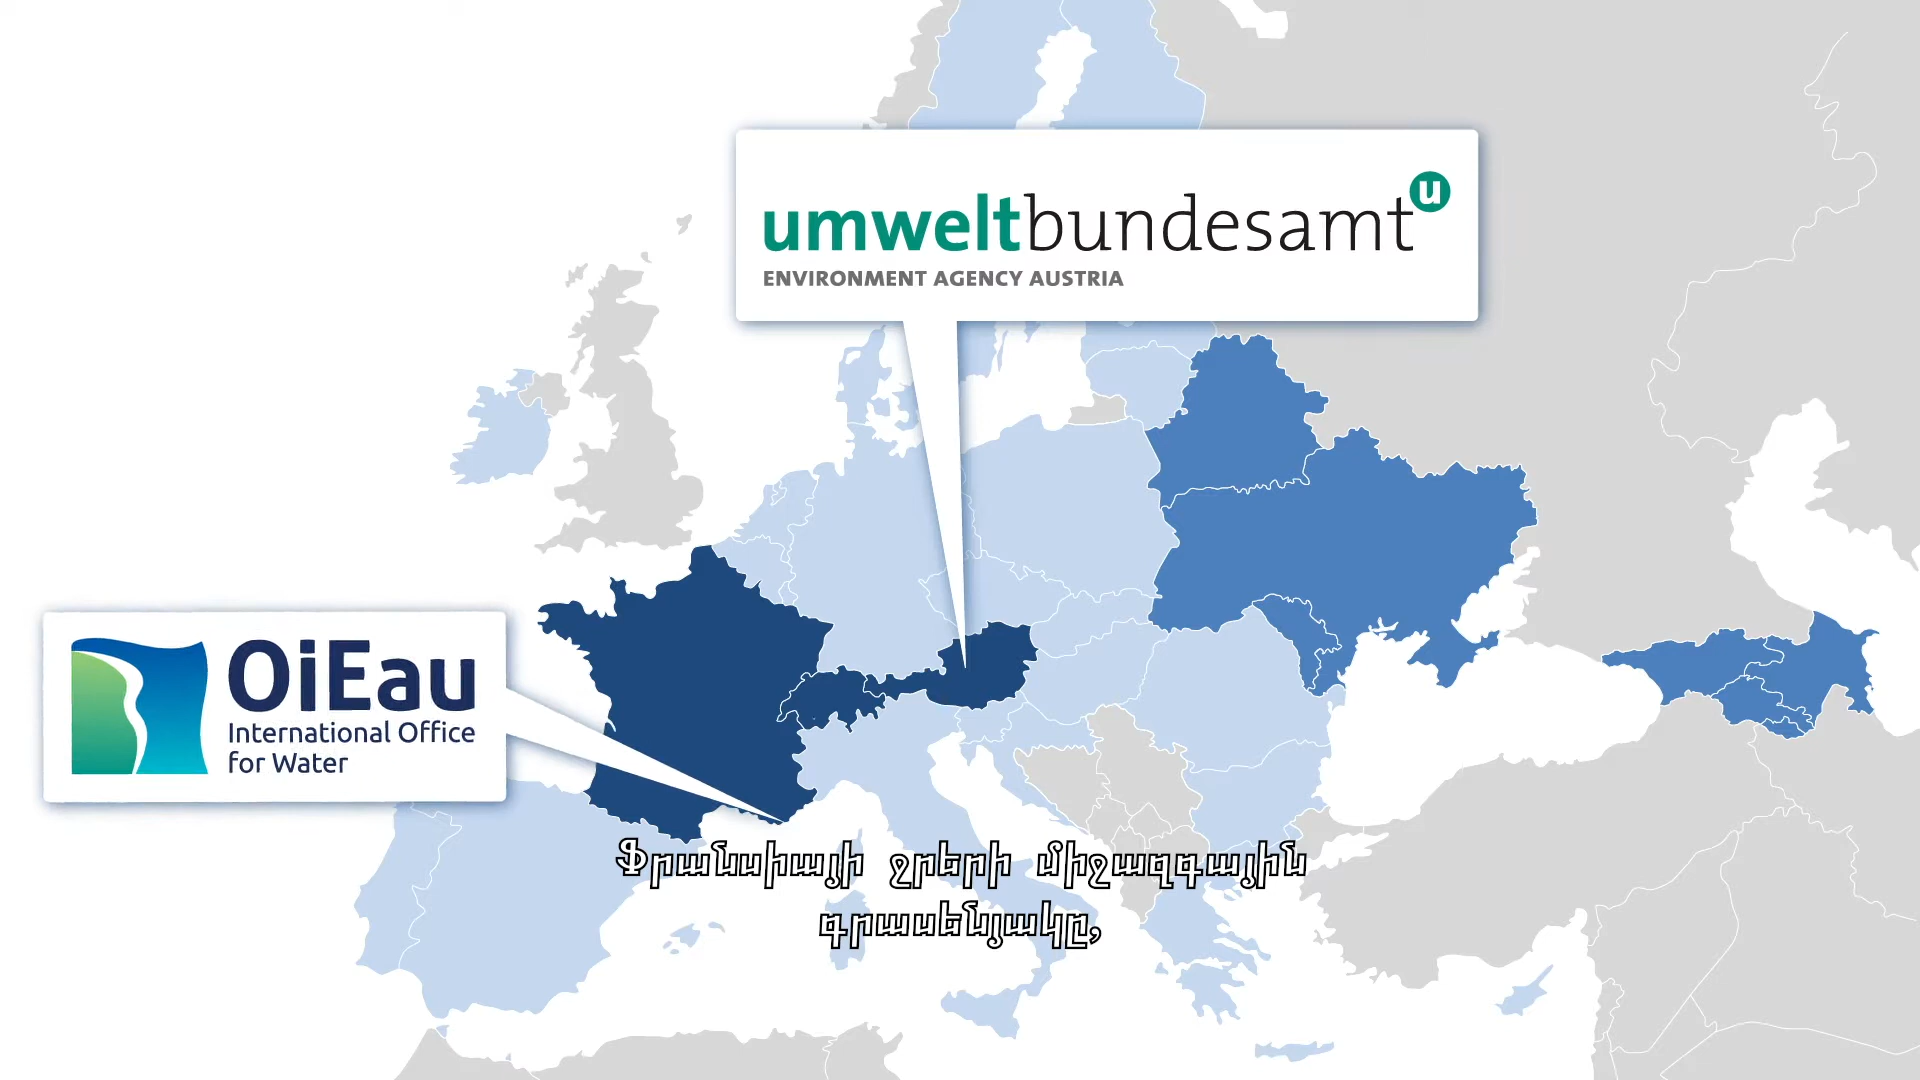 umweltbundesamt
u
ENVIRONMENT AGENCY AUSTRIA
OiEau
International Office
for Water
Ֆրանսիայի ջրերի միջազգային
գրասենյակը,